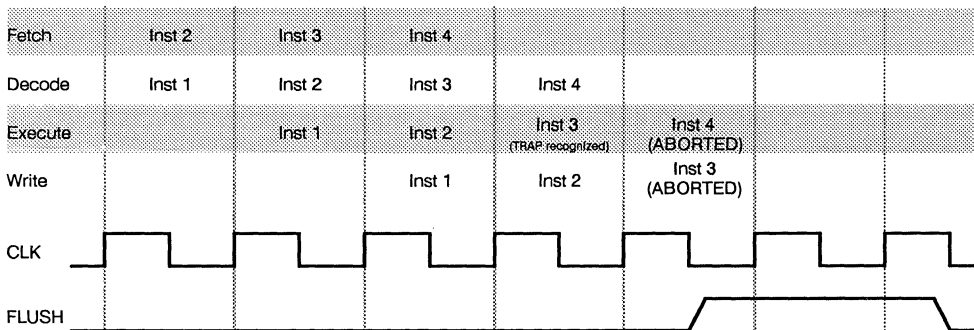 Fetch Inst 2 Inst 3 Inst 4
Decode Inst 1 Inst 2 Inst 3 Inst 4
Execute Inst 1 Inst 2 Inst 3 Inst 4
(TRAP recognized) (ABORTED)
Write Inst 1 Inst 2 Inst 3
(ABORTED)
CLK
FLUSH